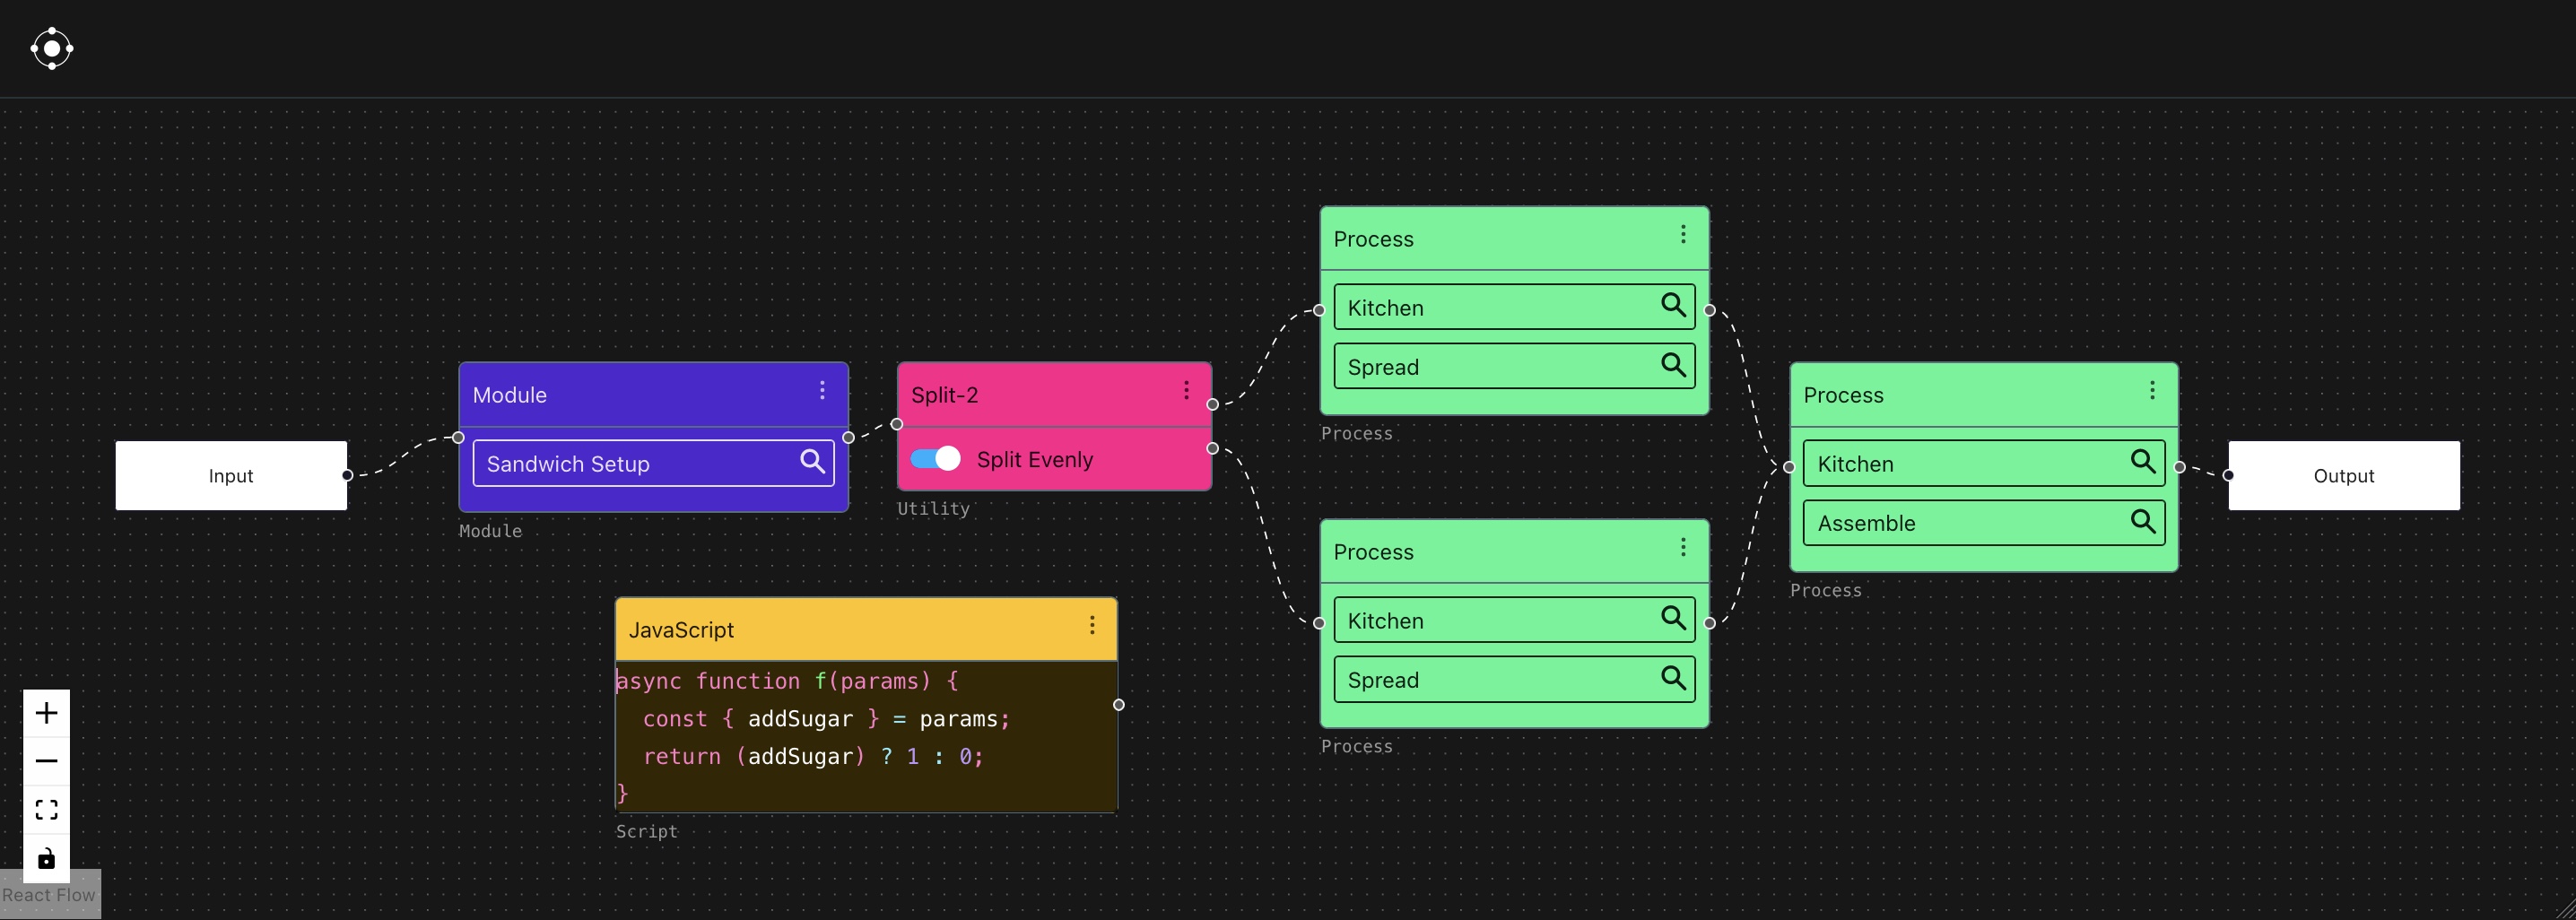 Input
Module
Sandwich Setup
Module
Split-2
Split Evenly
Utility
JavaScript
async function f(params) {
  const { addSugar } = params;
  return (addSugar) ? 1 : 0;
}
Script
Process
Kitchen
Spread
Process
Process
Kitchen
Spread
Process
Process
Kitchen
Assemble
Process
Output
React Flow